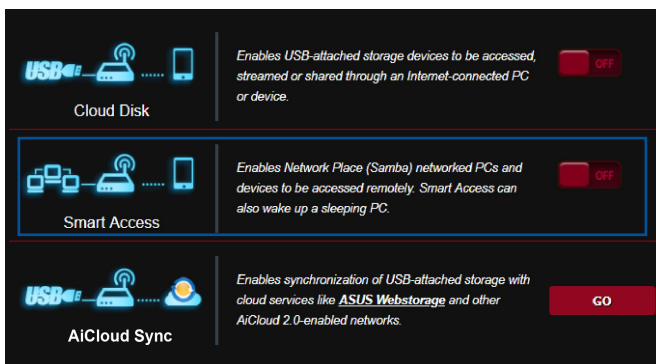 USB
Cloud Disk
Enables USB-attached storage devices to be accessed,
streamed or shared through an Internet-connected PC
or device.
OFF
Smart Access
Enables Network Place (Samba) networked PCs and
devices to be accessed remotely. Smart Access can
also wake up a sleeping PC.
OFF
USB
AiCloud Sync
Enables synchronization of USB-attached storage with
cloud services like ASUS Webstorage and other
AiCloud 2.0-enabled networks.
GO